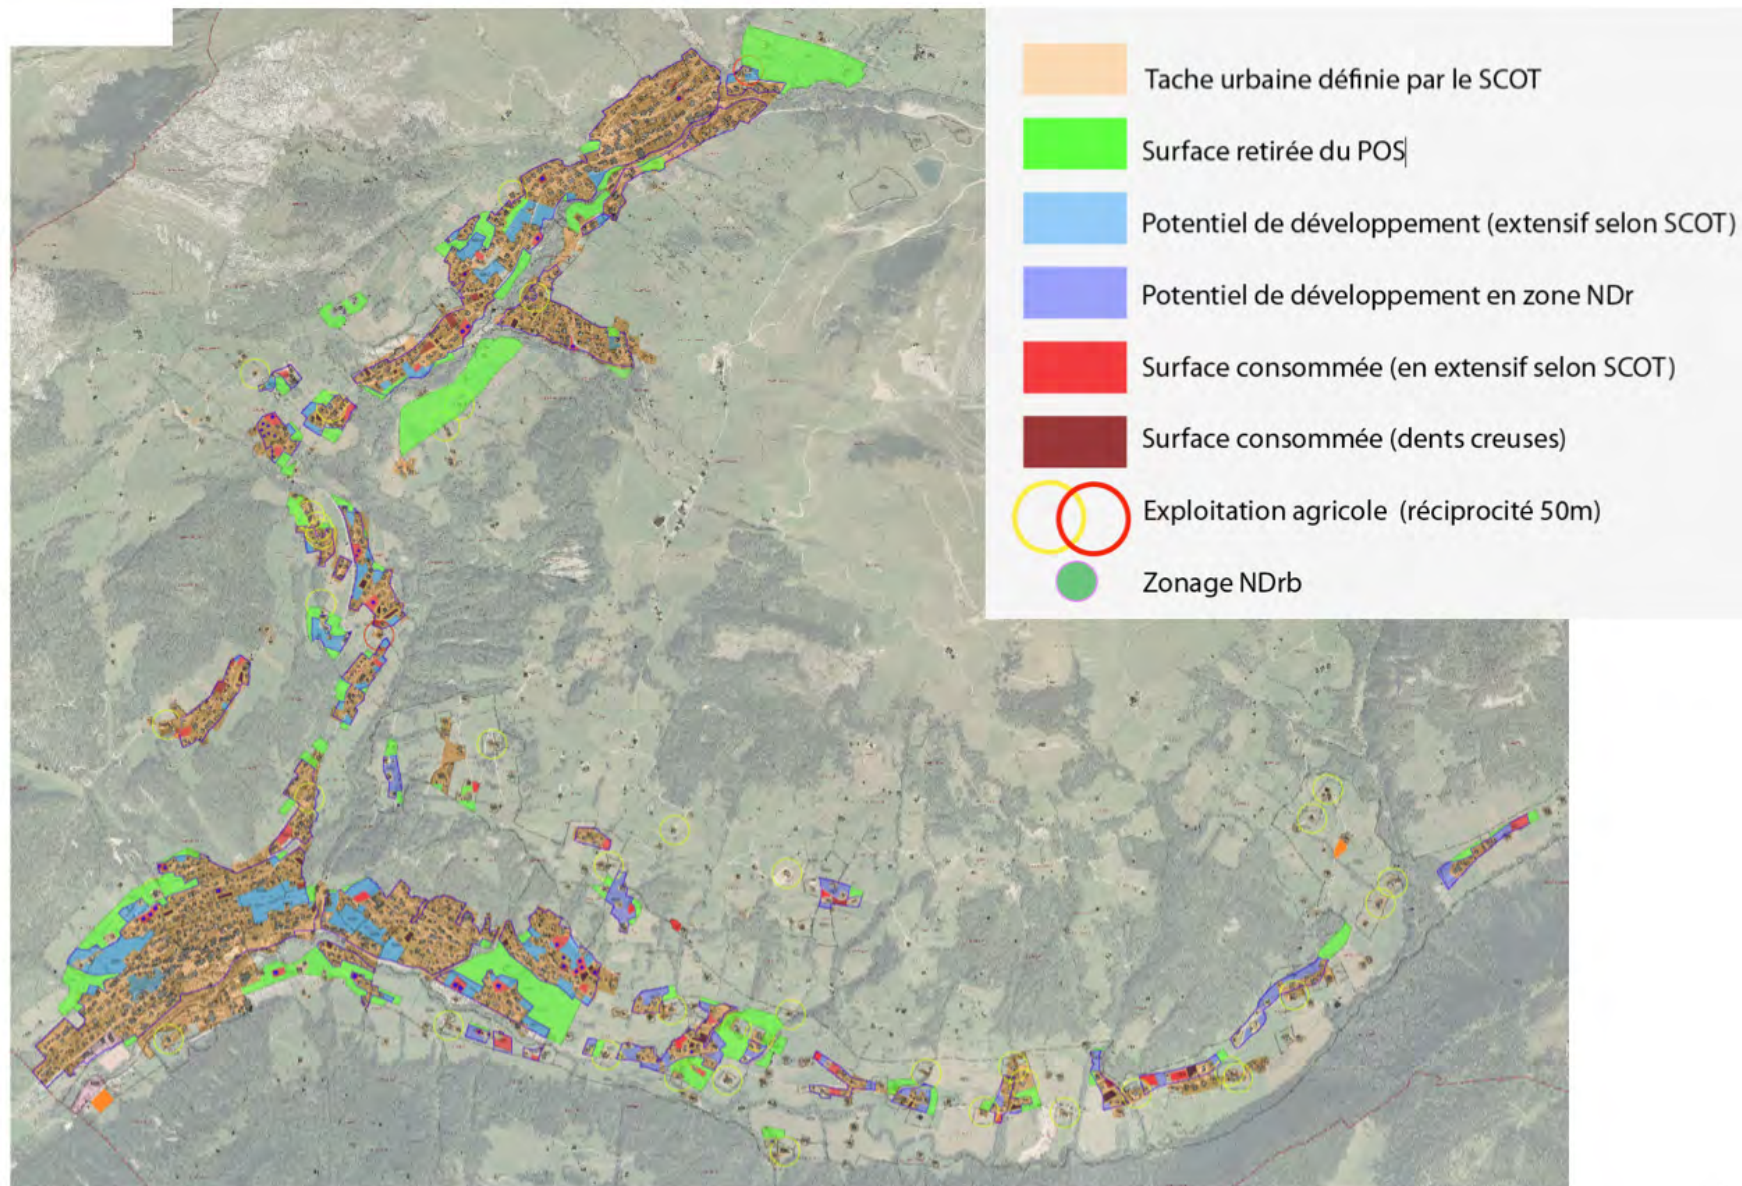 Tache urbaine définie par le SCOT
Surface retirée du POS
Potentiel de développement (extensif selon SCOT)
Potentiel de développement en zone NDr
Surface consommée (en extensif selon SCOT)
Surface consommée (dents creuses)
Exploitation agricole (réciprocité 50m)
Zonage NDrb